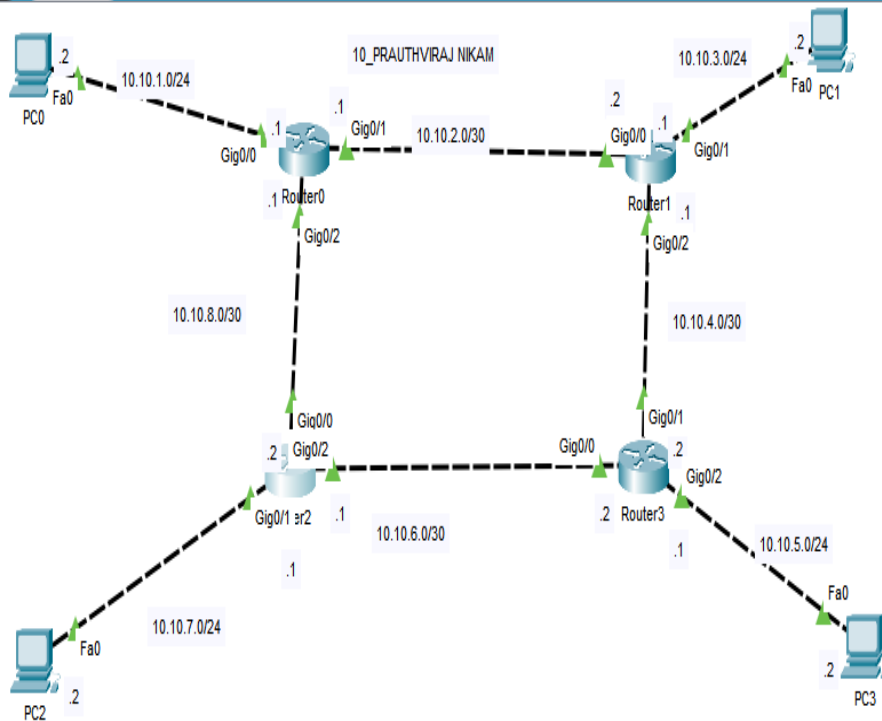 .2
10_PRAUTHVIRAJ NIKAM
.2
10.10.3.0/24
10.10.1.0/24
Fa0
Fa0
PC0
PC1
.1
.2
.1
.1
Gig0/1
10.10.2.0/30
Gig0/0
Gig0/1
Gig0/0
Router0
Router1
.1
.1
Gig0/2
Gig0/2
10.10.8.0/30
10.10.4.0/30
Gig0/0
Gig0/1
.2
Gig0/2
Gig0/0
.2
Gig0/2
Gig0/1
er2
.1
.2
Router3
10.10.6.0/30
.1
10.10.5.0/24
.1
Fa0
10.10.7.0/24
Fa0
.2
.2
PC2
PC3